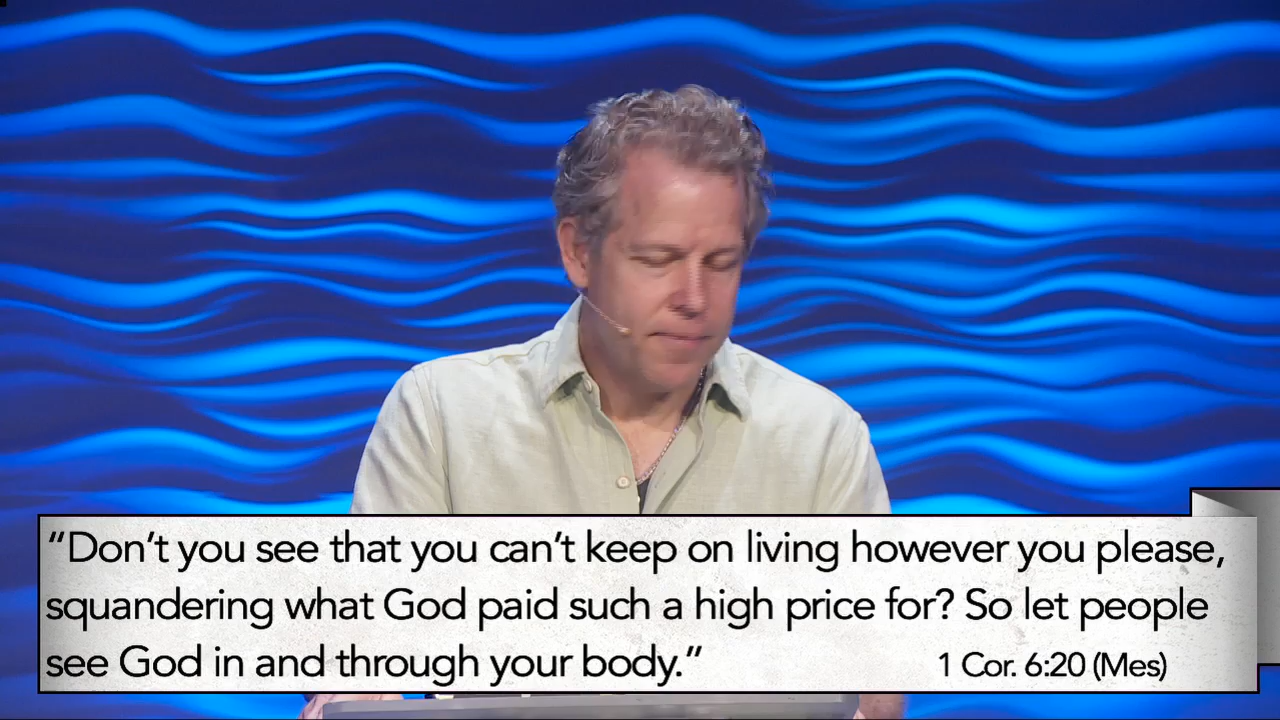 “Don’t you see that you can’t keep on living however you please,
squandering what God paid such a high price for? So let people
see God in and through your body.” 1 Cor. 6:20 (Mes)